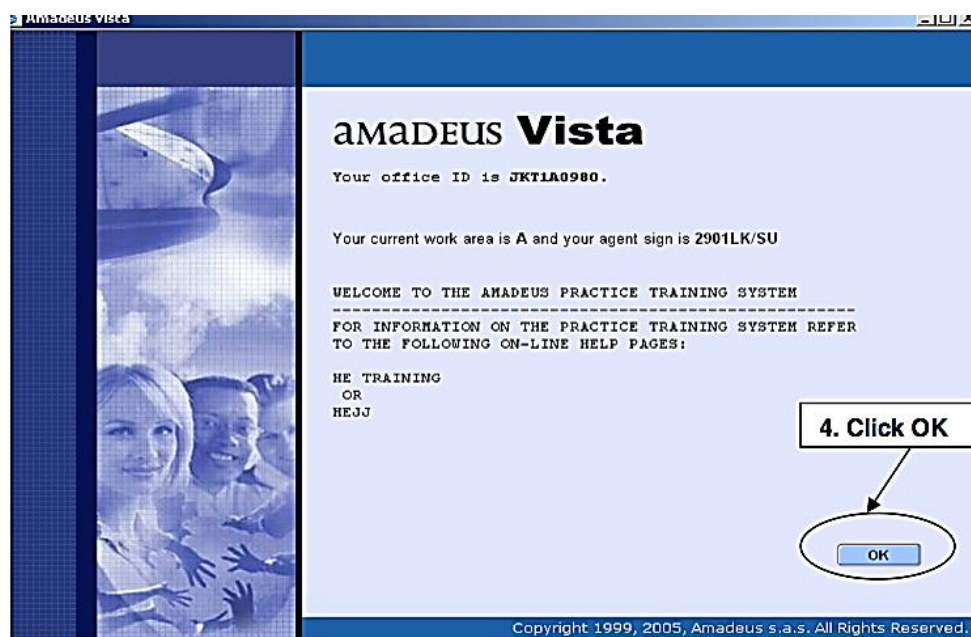 Amadeus Vista
amadeus Vista
Your office ID is JKT1A0980.
Your current work area is A and your agent sign is 2901LK/SU
WELCOME TO THE AMADEUS PRACTICE TRAINING SYSTEM
-----------------------------------------------------
FOR INFORMATION ON THE PRACTICE TRAINING SYSTEM REFER
TO THE FOLLOWING ON-LINE HELP PAGES:
HE TRAINING
OR
HEJJ
4. Click OK
OK
Copyright 1999, 2005, Amadeus s.a.s. All Rights Reserved.